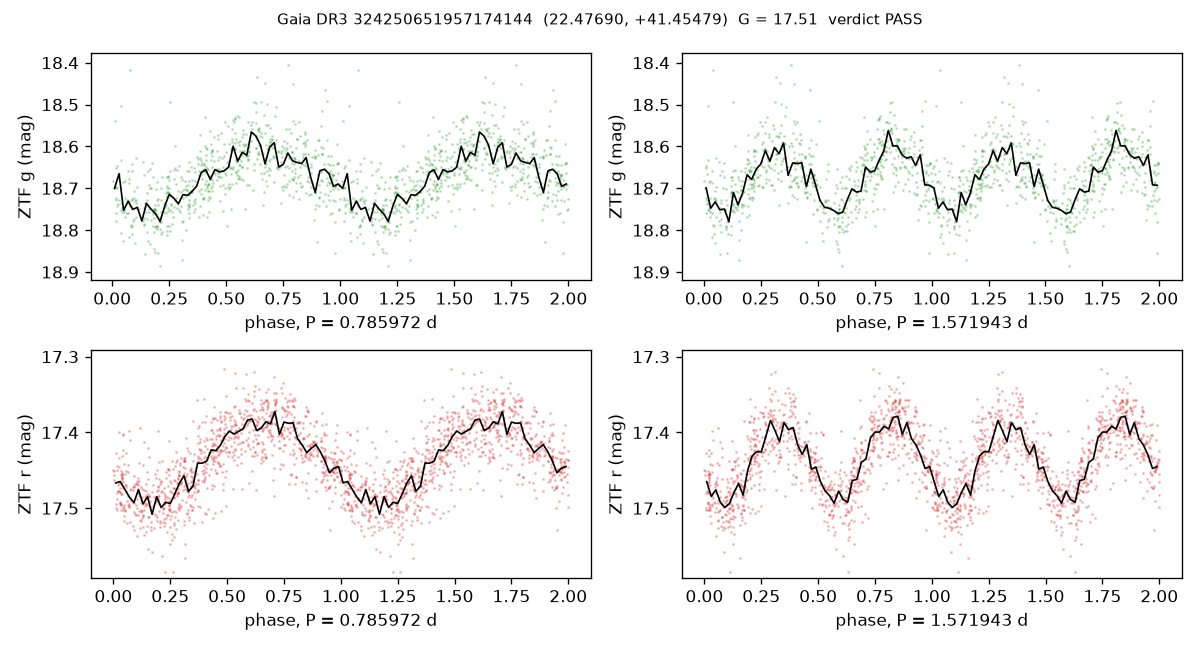 Gaia DR3 324250651957174144 (22.47690, +41.45479) G = 17.51 verdict PASS
18.4
18.5
18.6
18.7
18.8
18.9
ZTF g (mag)
0.00 0.25 0.50 0.75 1.00 1.25 1.50 1.75 2.00
phase, P = 0.785972 d
18.4
18.5
18.6
18.7
18.8
18.9
ZTF g (mag)
0.00 0.25 0.50 0.75 1.00 1.25 1.50 1.75 2.00
phase, P = 1.571943 d
17.3
17.4
17.5
ZTF r (mag)
0.00 0.25 0.50 0.75 1.00 1.25 1.50 1.75 2.00
phase, P = 0.785972 d
17.3
17.4
17.5
ZTF r (mag)
0.00 0.25 0.50 0.75 1.00 1.25 1.50 1.75 2.00
phase, P = 1.571943 d